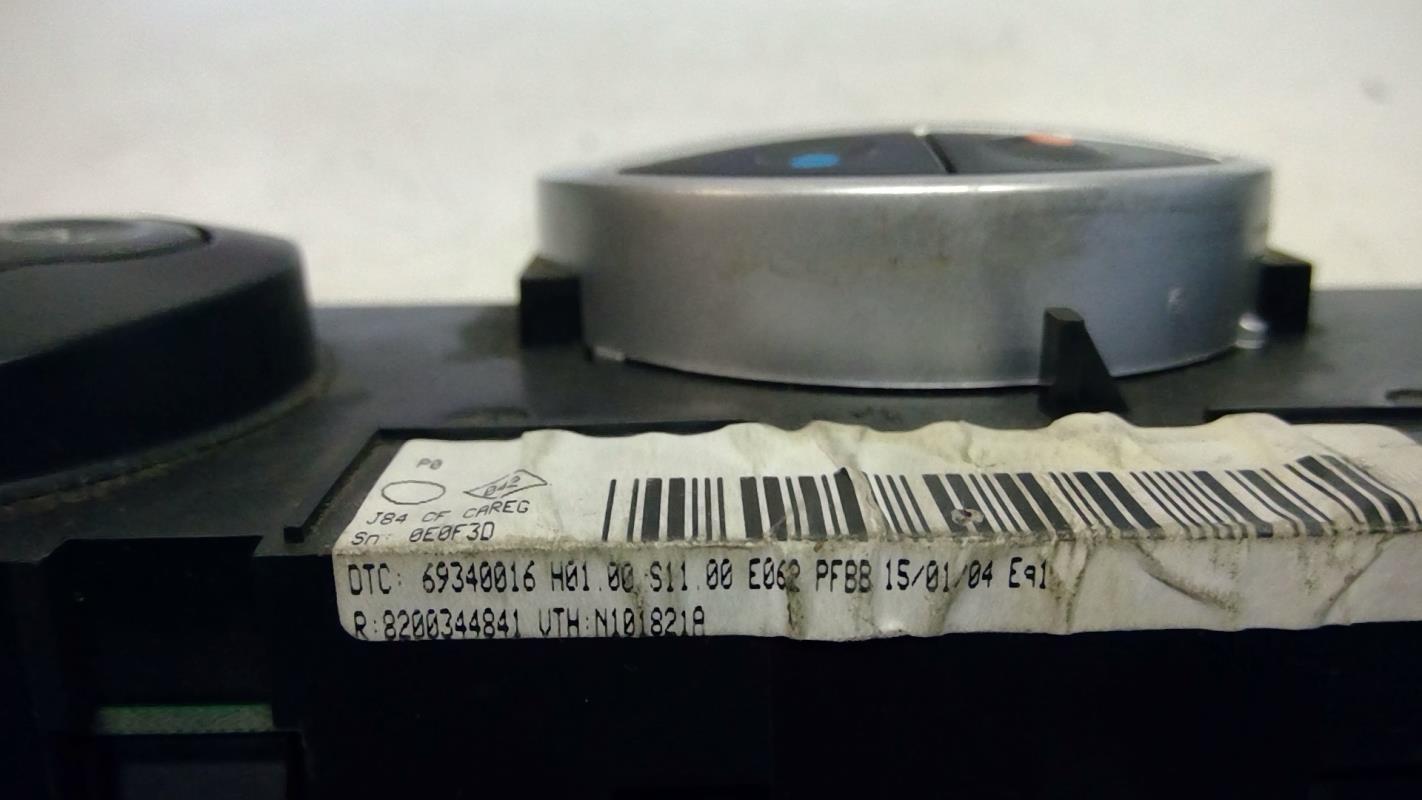 P0
042
J84 CF CAREG
Sn: 0E0F3D
DTC: 69340016 H01.00 S11.00 E062 PFBB 15/01/04 Eq1
R:8200344841 VTH:N101821A